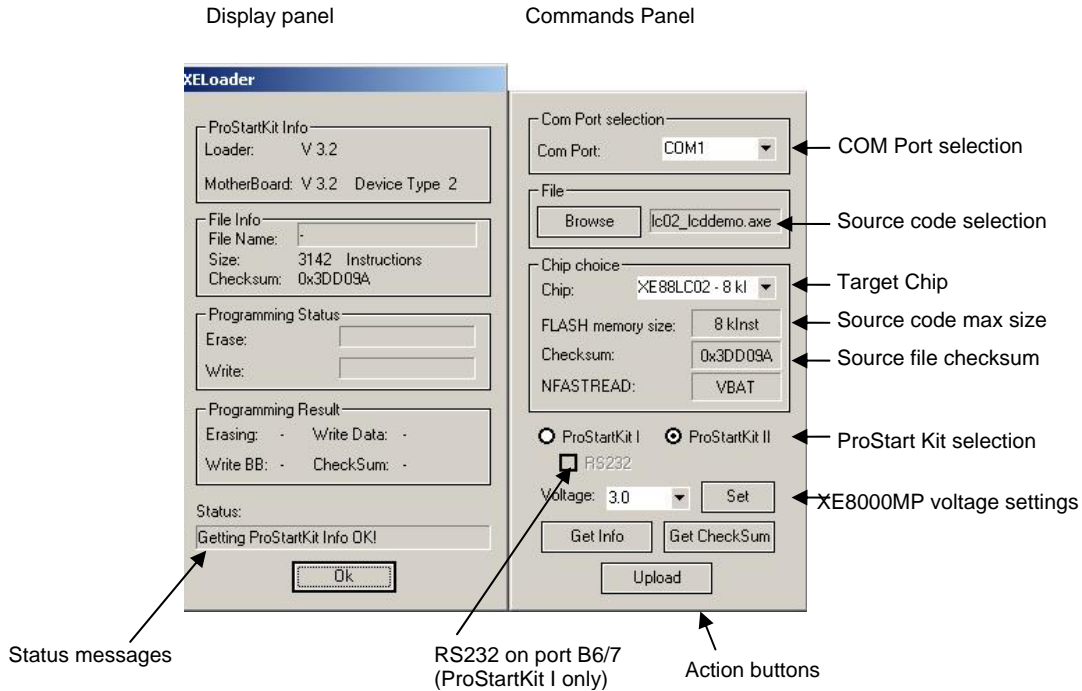 Display panel
Commands Panel
XELoader
ProStartKit Info
Loader: V 3.2
MotherBoard: V 3.2 Device Type 2
File Info
File Name: -
Size: 3142 Instructions
Checksum: 0x3DD09A
Programming Status
Erase:
Write:
Programming Result
Erasing: - Write Data: -
Write BB: - CheckSum: -
Status:
Getting ProStartKit Info OK!
Ok
Com Port selection
Com Port: COM1
File
Browse lc02_lcddemo.axe
Chip choice
Chip: XE88LC02 - 8 kI
FLASH memory size: 8 kInst
Checksum: 0x3DD09A
NFASTREAD: VBAT
ProStartKit I ProStartKit II
RS232
Voltage: 3.0 Set
Get Info Get CheckSum
Upload
COM Port selection
Source code selection
Target Chip
Source code max size
Source file checksum
ProStart Kit selection
XE8000MP voltage settings
Status messages
RS232 on port B6/7
(ProStartKit I only)
Action buttons